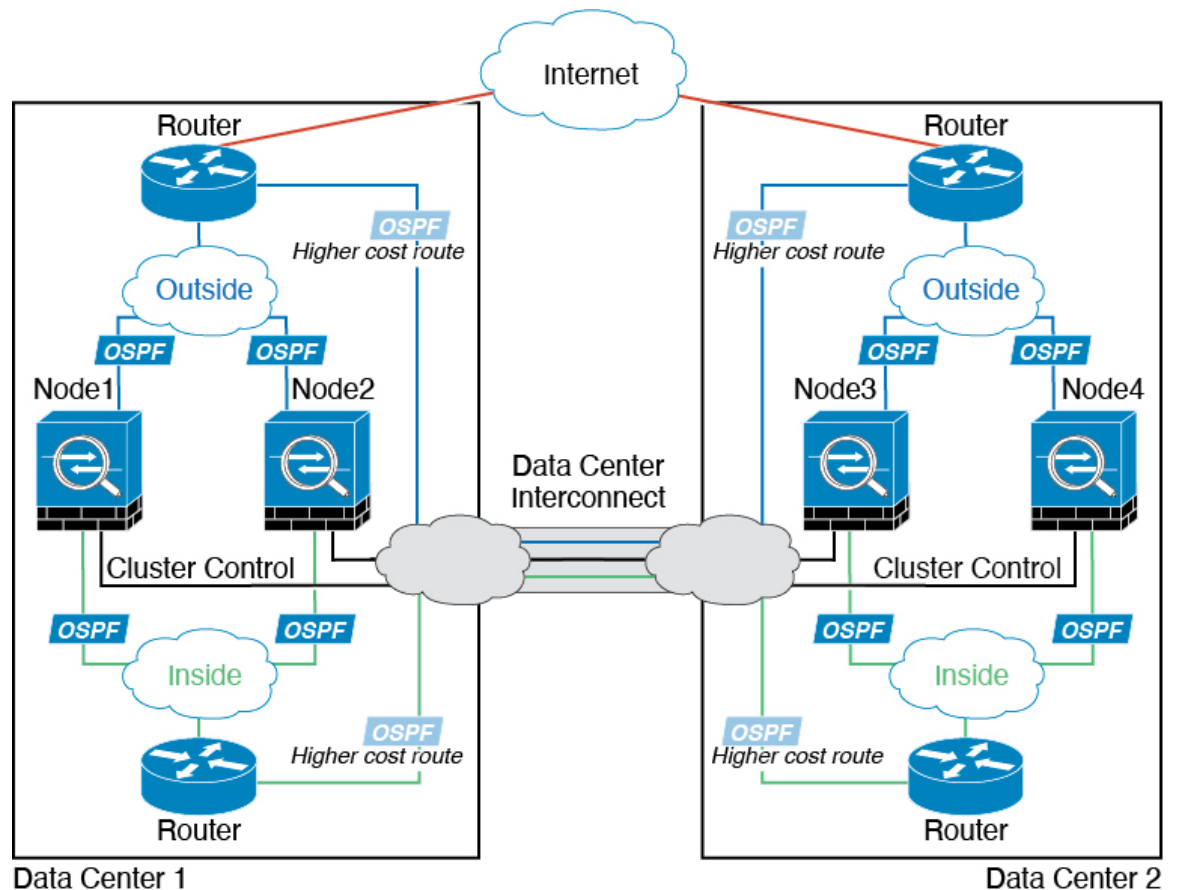 Internet
Router
Router
OSPF
Higher cost route
OSPF
Higher cost route
Outside
Outside
OSPF
OSPF
OSPF
OSPF
Node1
Node2
Node3
Node4
Data Center
Interconnect
Cluster Control
Cluster Control
OSPF
OSPF
OSPF
OSPF
Inside
Inside
OSPF
Higher cost route
OSPF
Higher cost route
Router
Router
Data Center 1
Data Center 2